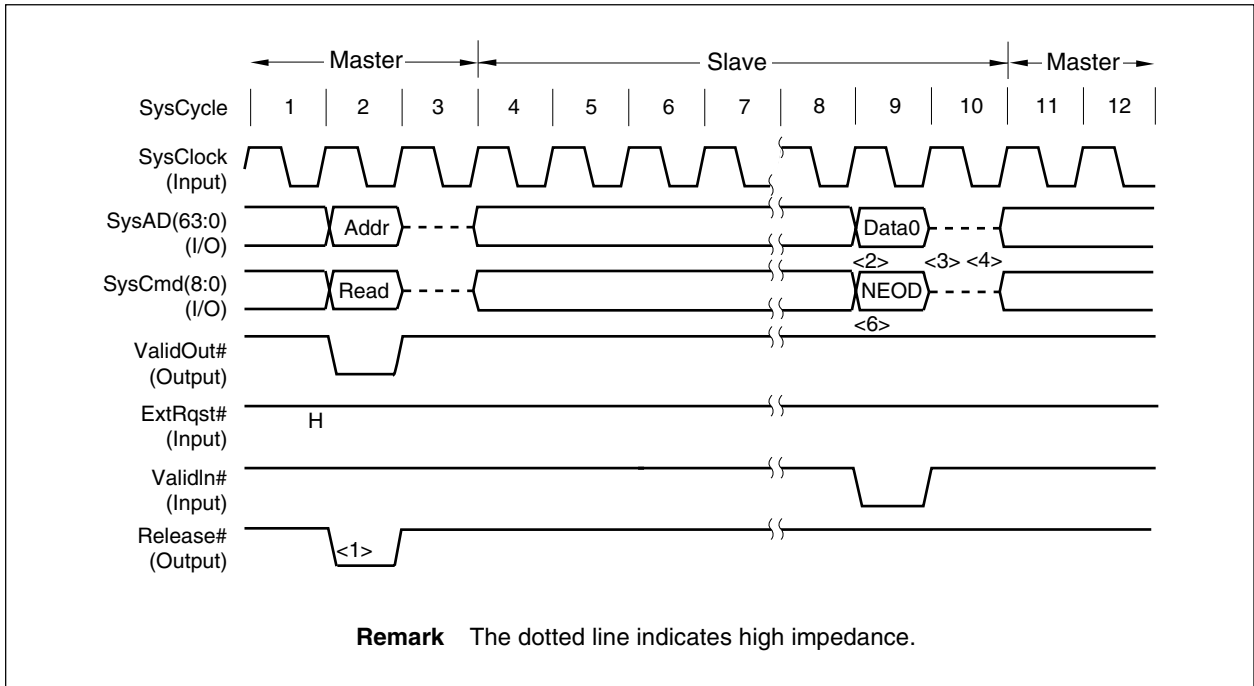 Master Slave Master
SysCycle 1 2 3 4 5 6 7 8 9 10 11 12
SysClock
(Input)
SysAD(63:0) Addr Data0
(I/O)
<2> <3> <4>
SysCmd(8:0) Read NEOD
(I/O)
<6>
ValidOut#
(Output)
ExtRqst#
H
(Input)
ValidIn#
(Input)
Release#
<1>
(Output)
Remark The dotted line indicates high impedance.